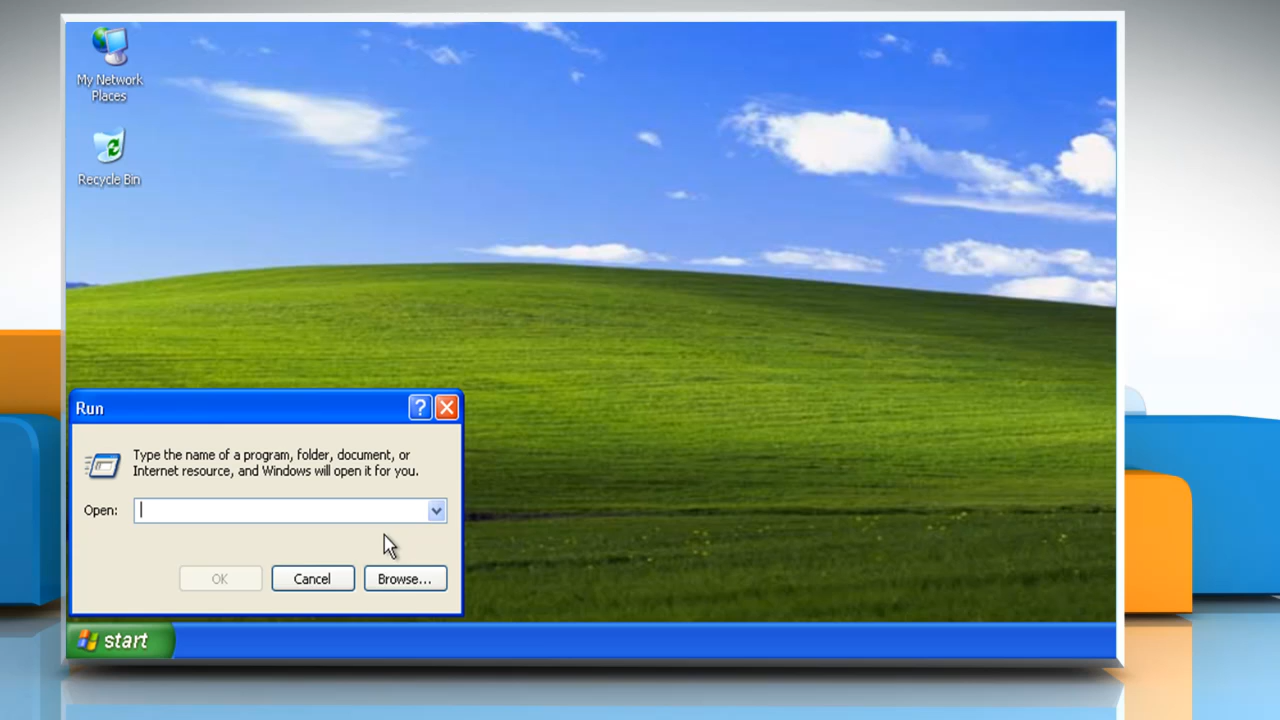 My Network
Places
Recycle Bin
Run
?
Type the name of a program, folder, document, or
Internet resource, and Windows will open it for you.
Open:
OK
Cancel
Browse...
start